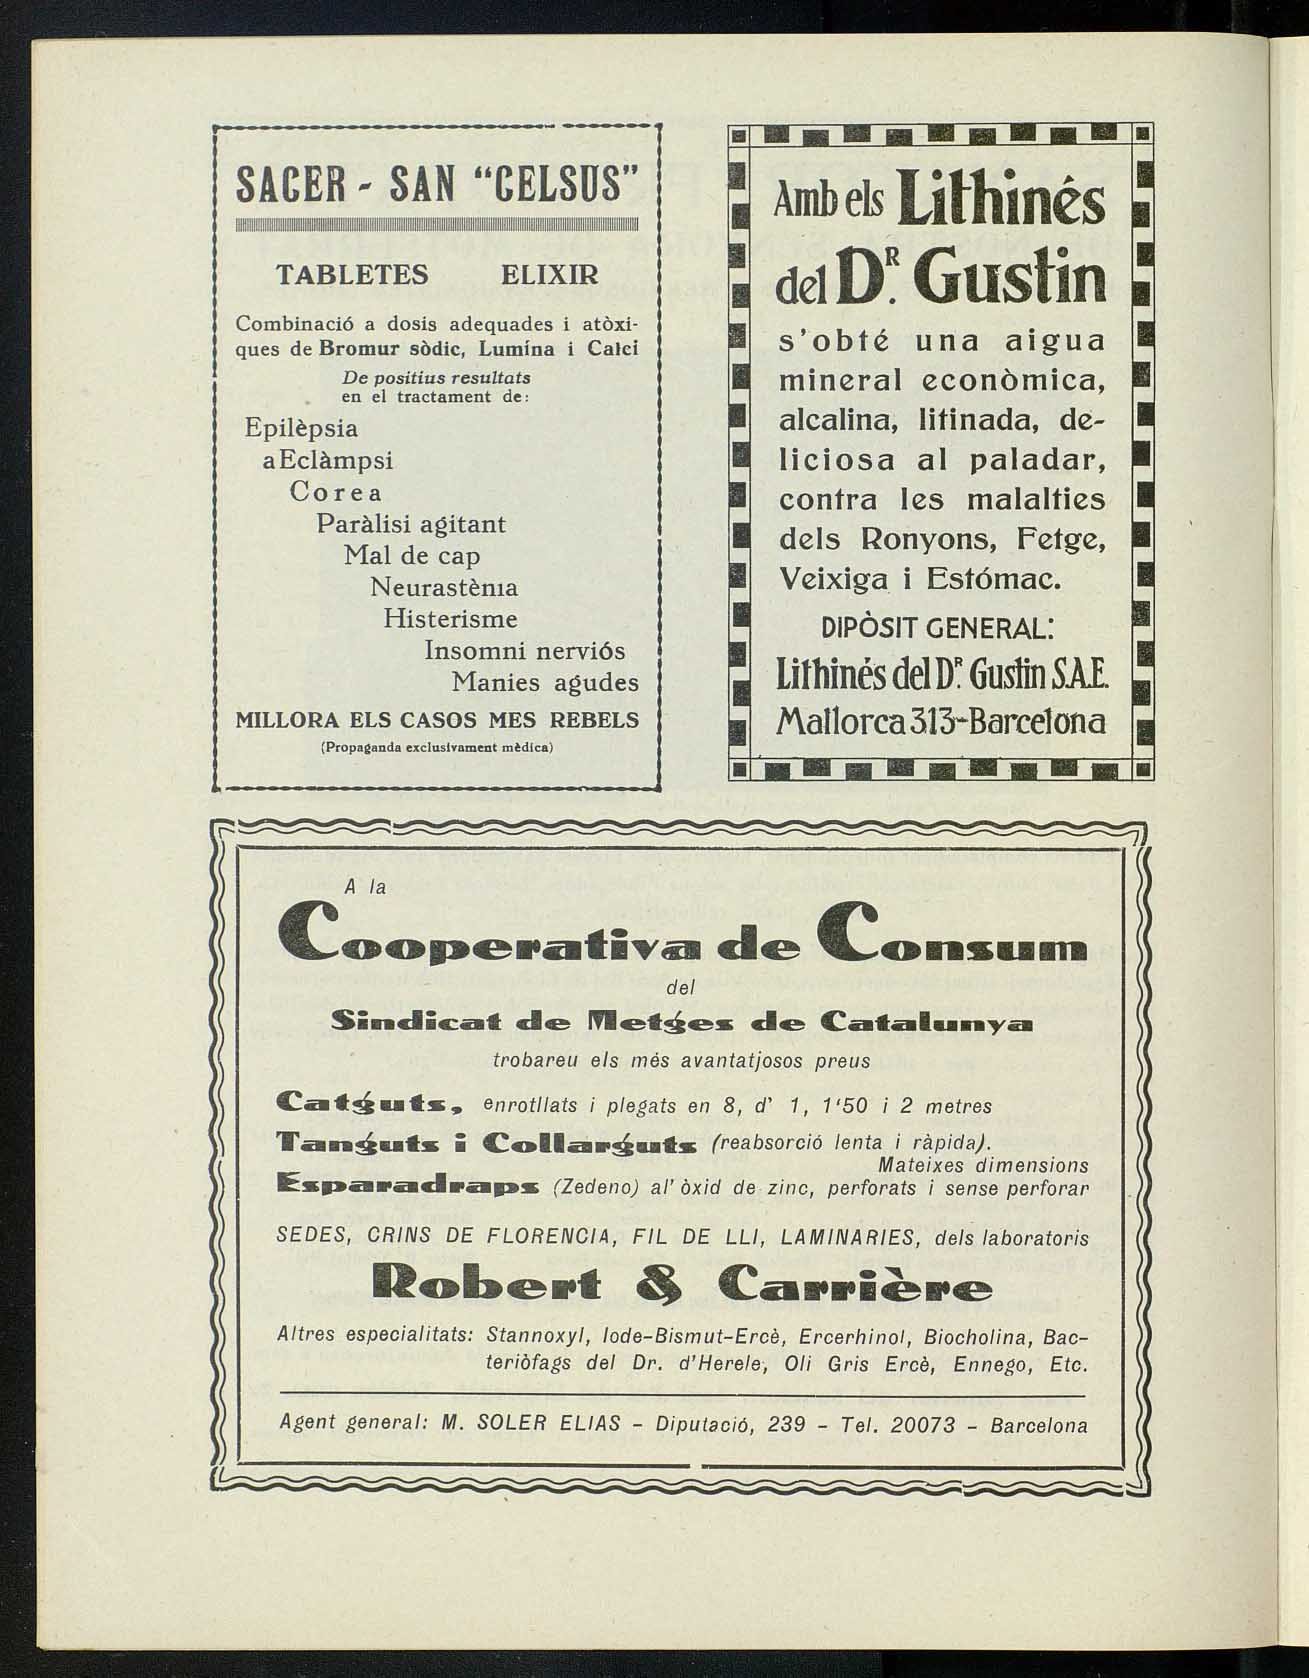 SACER - SAN "CELSUS"
TABLETES ELIXIR
Combinació a dosis adequades i atòxi-
ques de Bromur sòdic, Lumina i Calci
De positius resultats
en el tractament de:
Epilèpsia
aEclàmpsi
Corea
Paràlisi agitant
Mal de cap
Neurastènia
Histerisme
Insomni nerviós
Manies agudes
MILLORA ELS CASOS MES REBELS
(Propaganda exclusivament mèdica)
Amb els Lithinés
del DR. Gustin
s'obté una aigua
mineral econòmica,
alcalina, litinada, de-
liciosa al paladar,
contra les malalties
dels Ronyons, Fetge,
Veixiga i Estómac.
DIPÒSIT GENERAL:
Lithinés del DR. Gustin S.A.E.
Mallorca 313-Barcelona
A la
Cooperativa de Consum
del
Sindicat de Metges de Catalunya
trobareu els més avantatjosos preus
Catguts, enrotllats i plegats en 8, d' 1, 1'50 i 2 metres
Tanguts i Collarguts (reabsorció lenta i ràpida).
Mateixes dimensions
Esparadraps (Zedeno) al' òxid de zinc, perforats i sense perforar
SEDES, CRINS DE FLORENCIA, FIL DE LLI, LAMINARIES, dels laboratoris
Robert & Carrière
Altres especialitats: Stannoxyl, Iode-Bismut-Ercè, Ercerhinol, Biocholina, Bac-
teriòfags del Dr. d'Herele, Oli Gris Ercè, Ennego, Etc.
Agent general: M. SOLER ELIAS - Diputació, 239 - Tel. 20073 - Barcelona